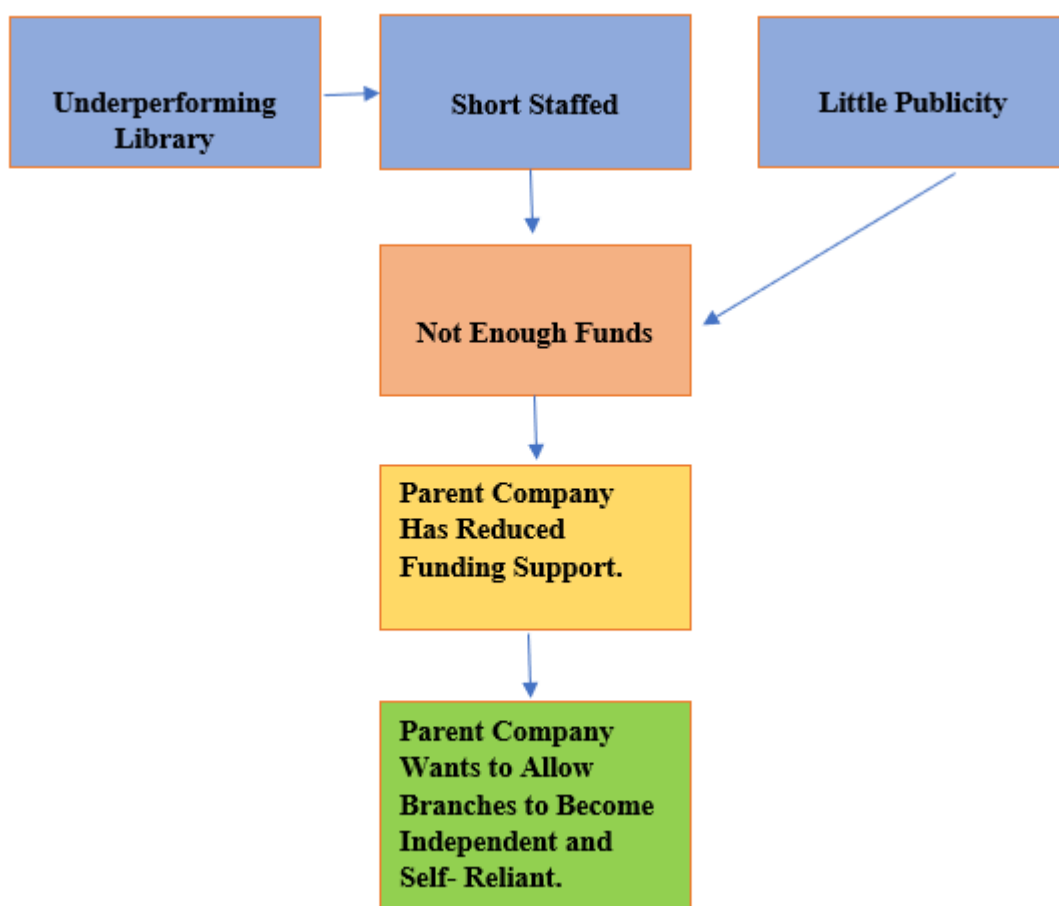 Underperforming
Library
Short Staffed
Little Publicity
Not Enough Funds
Parent Company
Has Reduced
Funding Support.
Parent Company
Wants to Allow
Branches to Become
Independent and
Self- Reliant.